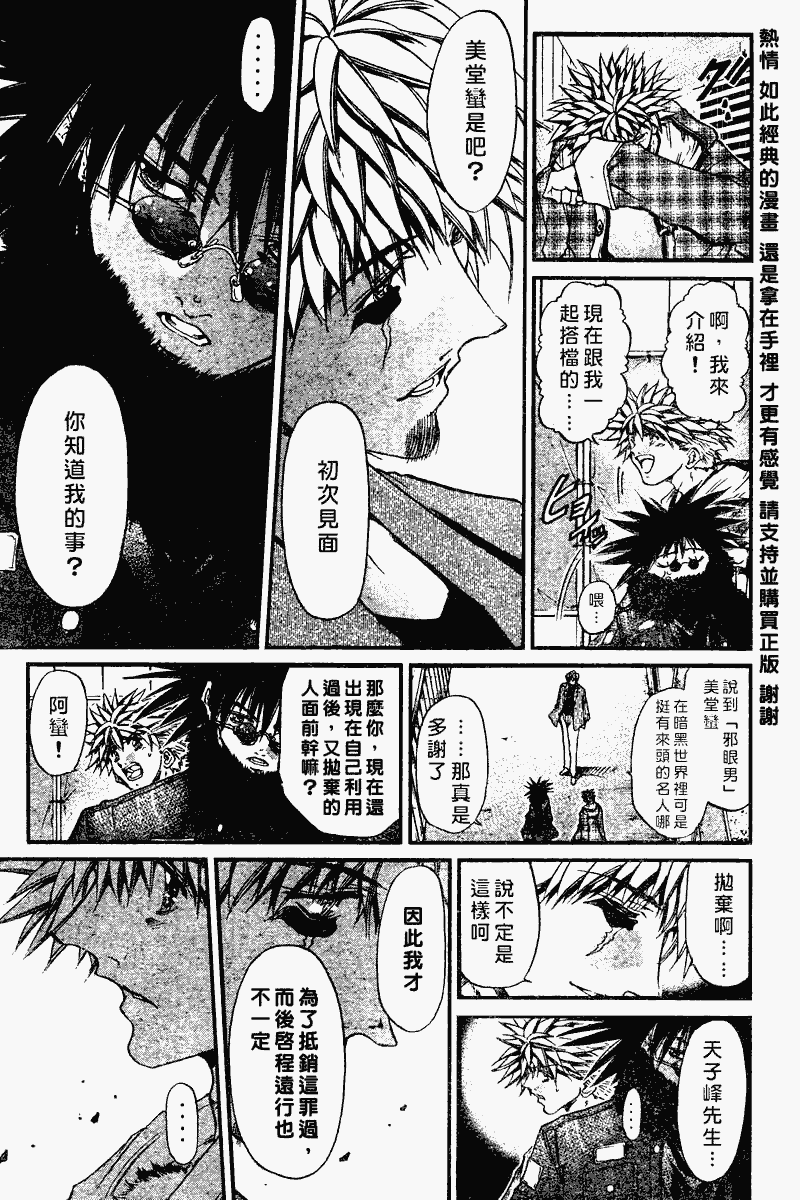 熱情 如此經典的漫畫 還是拿在手裡 才更有感覺 請支持並購買正版 謝謝
グッ
啊，我來
介紹！
現在跟我一
起搭檔的……
喂…
美堂蠻是吧？
初次見面
……
你知道我的事？
說到「邪眼男」
美堂蠻
在暗黑世界裡可是
挺有來頭的名人哪
……那真是
多謝了
那麼你，現在還
出現在自己利用
過後，又拋棄的
人面前幹嘛？
阿蠻！
拋棄啊……
說不定是
這樣呵
天子峰先生…
……
因此我才
為了抵銷這罪過，
而後啓程遠行也
不一定
……